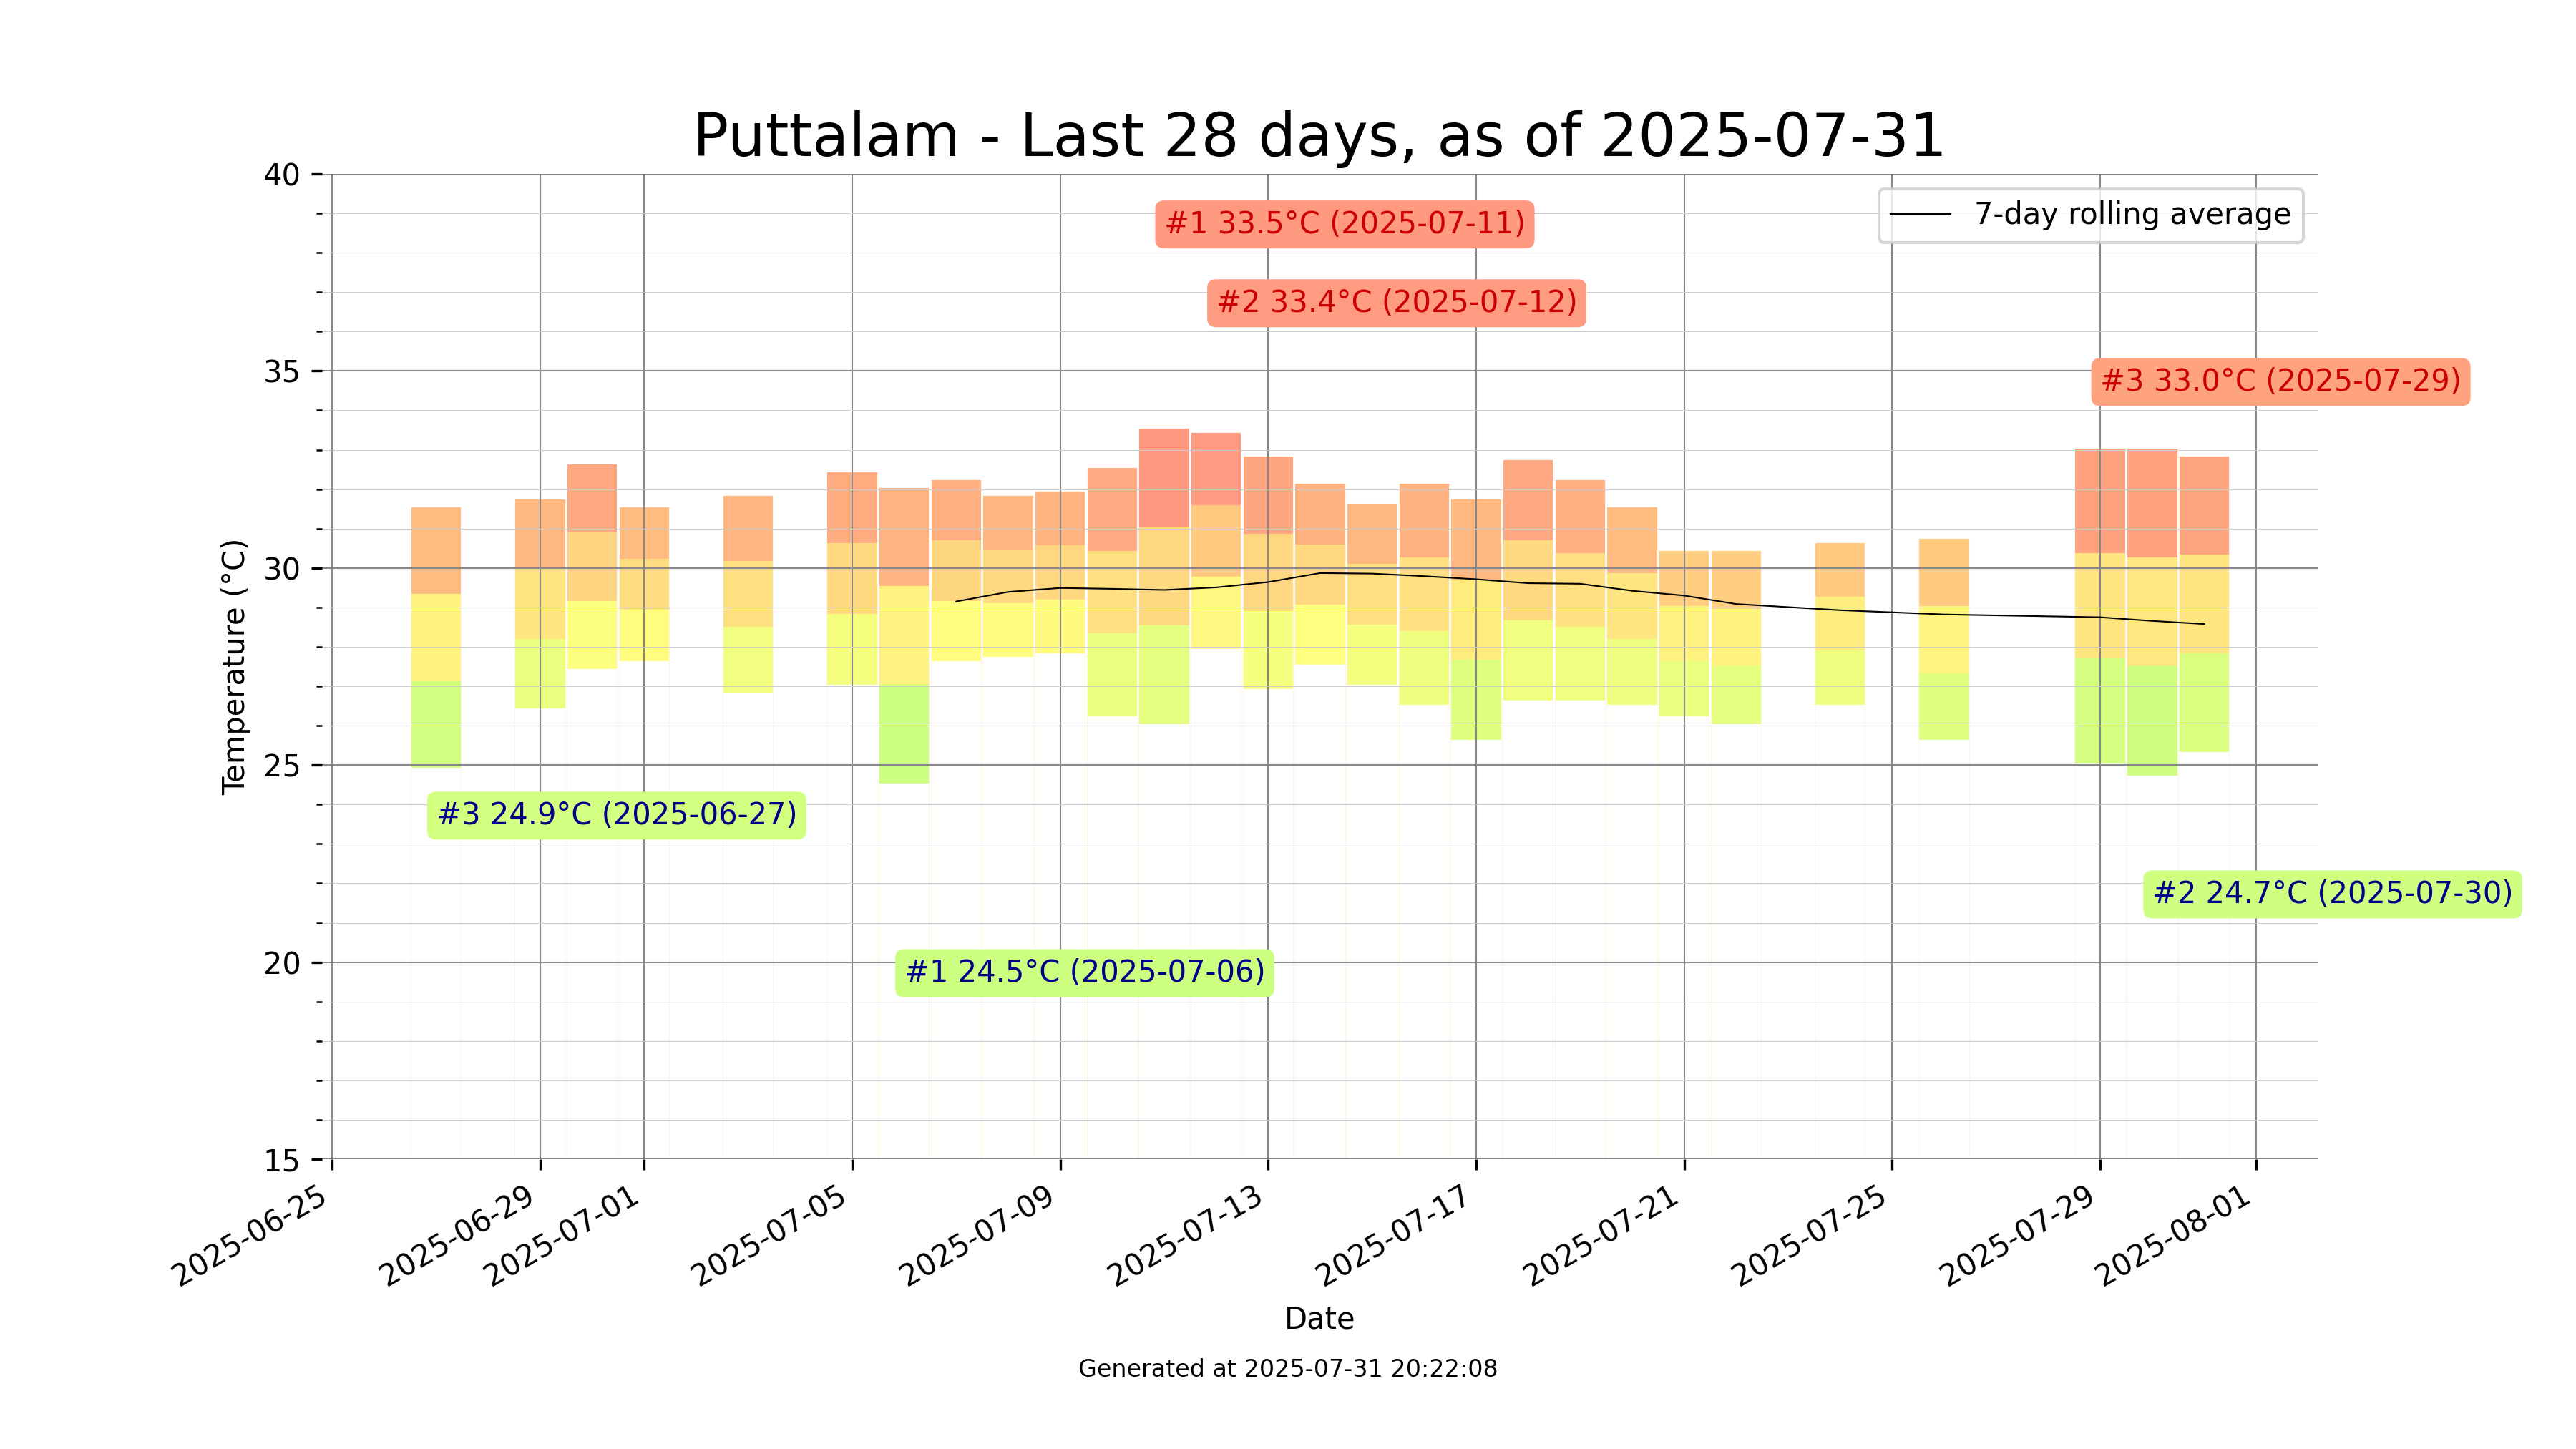 Puttalam - Last 28 days, as of 2025-07-31
7-day rolling average
#1 33.5°C (2025-07-11)
#2 33.4°C (2025-07-12)
#3 33.0°C (2025-07-29)
#3 24.9°C (2025-06-27)
#2 24.7°C (2025-07-30)
#1 24.5°C (2025-07-06)
Temperature (°C)
40
35
30
25
20
15
2025-06-25
2025-06-29
2025-07-01
2025-07-05
2025-07-09
2025-07-13
2025-07-17
2025-07-21
2025-07-25
2025-07-29
2025-08-01
Date
Generated at 2025-07-31 20:22:08